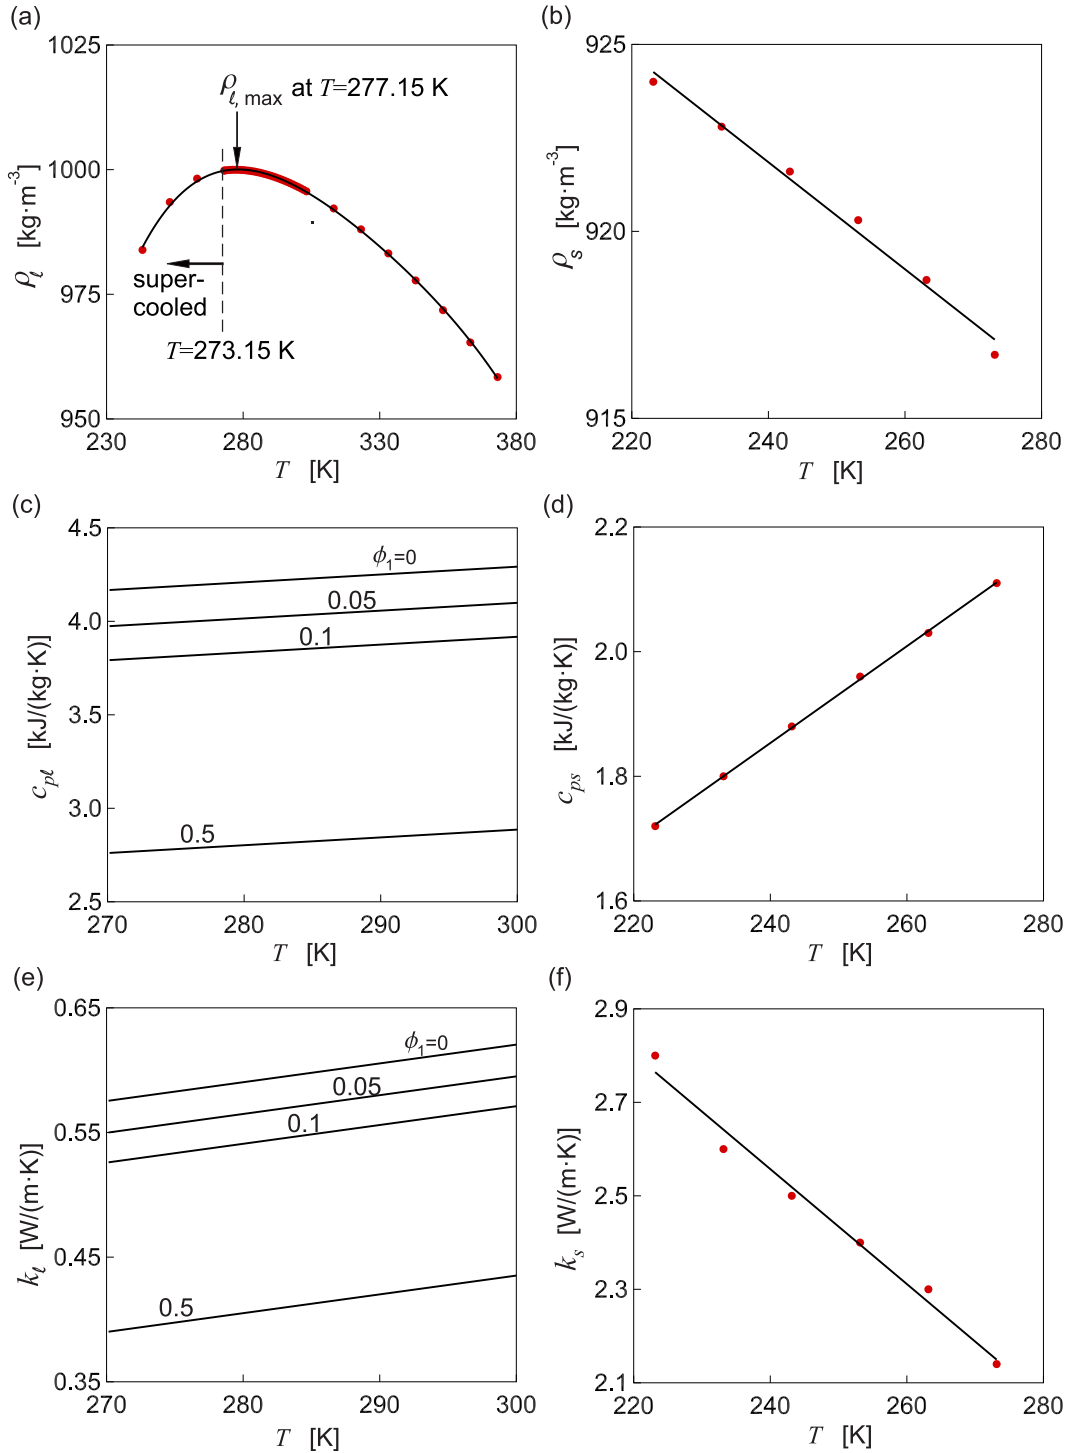 (a)
1025
1000
975
950
ρℓ [kg·m⁻³]
ρℓ, max at T=277.15 K
super-
cooled
T=273.15 K
230 280 330 380
T [K]
(b)
925
920
915
ρs [kg·m⁻³]
220 240 260 280
T [K]
(c)
4.5
4.0
3.5
3.0
2.5
cpℓ [kJ/(kg·K)]
ϕ₁=0
0.05
0.1
0.5
270 280 290 300
T [K]
(d)
2.2
2.0
1.8
1.6
cps [kJ/(kg·K)]
220 240 260 280
T [K]
(e)
0.65
0.55
0.45
0.35
kℓ [W/(m·K)]
ϕ₁=0
0.05
0.1
0.5
270 280 290 300
T [K]
(f)
2.9
2.7
2.5
2.3
2.1
ks [W/(m·K)]
220 240 260 280
T [K]